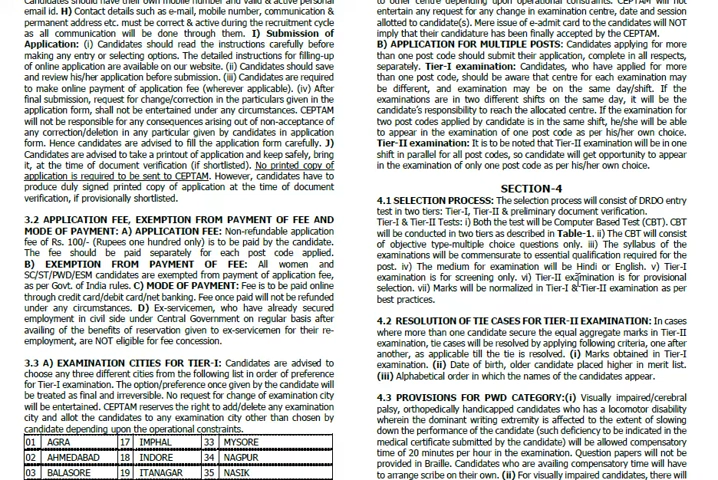 Candidates should have their own mobile number and valid & active personal
email id. H) Contact details such as e-mail, mobile number, communication &
permanent address etc. must be correct & active during the recruitment cycle
as all communication will be done through them. I) Submission of
Application: (i) Candidates should read the instructions carefully before
making any entry or selecting options. The detailed instructions for filling-up
of online application are available on our website. (ii) Candidates should save
and review his/her application before submission. (iii) Candidates are required
to make online payment of application fee (wherever applicable). (iv) After
final submission, request for change/correction in the particulars given in the
application form, shall not be entertained under any circumstances. CEPTAM
will not be responsible for any consequences arising out of non-acceptance of
any correction/deletion in any particular given by candidates in application
form. Hence candidates are advised to fill the application form carefully. J)
Candidates are advised to take a printout of application and keep safely, bring
it, at the time of document verification (if shortlisted). No printed copy of
application is required to be sent to CEPTAM. However, candidates have to
produce duly signed printed copy of application at the time of document
verification, if provisionally shortlisted.
3.2 APPLICATION FEE, EXEMPTION FROM PAYMENT OF FEE AND
MODE OF PAYMENT: A) APPLICATION FEE: Non-refundable application
fee of Rs. 100/- (Rupees one hundred only) is to be paid by the candidate.
The fee should be paid separately for each post code applied.
B) EXEMPTION FROM PAYMENT OF FEE: All women and
SC/ST/PWD/ESM candidates are exempted from payment of application fee,
as per Govt. of India rules. C) MODE OF PAYMENT: Fee is to be paid online
through credit card/debit card/net banking. Fee once paid will not be refunded
under any circumstances. D) Ex-servicemen, who have already secured
employment in civil side under Central Government on regular basis after
availing of the benefits of reservation given to ex-servicemen for their re-
employment, are NOT eligible for fee concession.
3.3 A) EXAMINATION CITIES FOR TIER-I: Candidates are advised to
choose any three different cities from the following list in order of preference
for Tier-I examination. The option/preference once given by the candidate will
be treated as final and irreversible. No request for change of examination city
will be entertained. CEPTAM reserves the right to add/delete any examination
city and allot the candidates to any examination city other than chosen by
candidate depending upon the operational constraints.
01 AGRA 17 IMPHAL 33 MYSORE
02 AHMEDABAD 18 INDORE 34 NAGPUR
03 BALASORE 19 ITANAGAR 35 NASIK
to other centre depending upon operational constraints. CEPTAM will not
entertain any request for any change in examination centre, date and session
allotted to candidate(s). Mere issue of e-admit card to the candidates will NOT
imply that their candidature has been finally accepted by the CEPTAM.
B) APPLICATION FOR MULTIPLE POSTS: Candidates applying for more
than one post code should submit their application, complete in all respects,
separately. Tier-I examination: Candidates, who have applied for more
than one post code, should be aware that centre for each examination may
be different, and examination may be on the same day/shift. If the
examinations are in two different shifts on the same day, it will be the
candidate's responsibility to reach the allocated centre. If the examination for
two post codes applied by candidate is in the same shift, he/she will be able
to appear in the examination of one post code as per his/her own choice.
Tier-II examination: It is to be noted that Tier-II examination will be in one
shift in parallel for all post codes, so candidate will get opportunity to appear
in the examination of only one post code as per his/her choice.
SECTION-4
4.1 SELECTION PROCESS: The selection process will consist of DRDO entry
test in two tiers: Tier-I, Tier-II & preliminary document verification.
Tier-I & Tier-II Tests: i) Both the test will be Computer Based Test (CBT). CBT
will be conducted in two tiers as described in Table-1. ii) The CBT will consist
of objective type-multiple choice questions only. iii) The syllabus of the
examinations will be commensurate to essential qualification required for the
post. iv) The medium for examination will be Hindi or English. v) Tier-I
examination is for screening only. vi) Tier-II examination is for provisional
selection. vii) Marks will be normalized in Tier-I & Tier-II examination as per
best practices.
4.2 RESOLUTION OF TIE CASES FOR TIER-II EXAMINATION: In cases
where more than one candidate secure the equal aggregate marks in Tier-II
examination, tie cases will be resolved by applying following criteria, one after
another, as applicable till the tie is resolved. (i) Marks obtained in Tier-I
examination. (ii) Date of birth, older candidate placed higher in merit list.
(iii) Alphabetical order in which the names of the candidates appear.
4.3 PROVISIONS FOR PWD CATEGORY:(i) Visually impaired/cerebral
palsy, orthopedically handicapped candidates who has a locomotor disability
wherein the dominant writing extremity is affected to the extent of slowing
down the performance of the candidate (such deficiency to be indicated in the
medical certificate submitted by the candidate) will be allowed compensatory
time of 20 minutes per hour in the examination. Question papers will not be
provided in Braille. Candidates who are availing compensatory time will have
to arrange scribe on their own. (ii) For visually impaired candidates, there will